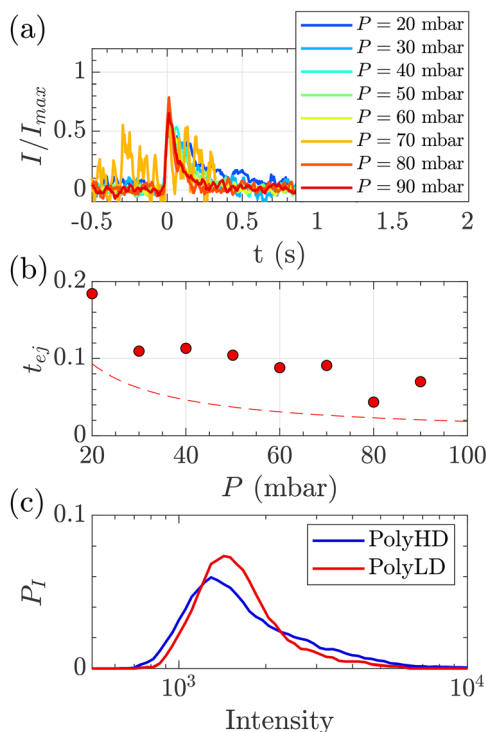 (a)
P = 20 mbar
P = 30 mbar
P = 40 mbar
P = 50 mbar
P = 60 mbar
P = 70 mbar
P = 80 mbar
P = 90 mbar
I/I_max
1
0.5
0
-0.5 0 0.5 1 1.5 2
t (s)
(b)
t_ej
0.2
0.1
0
20 40 60 80 100
P (mbar)
(c)
P_I
0.1
0
PolyHD
PolyLD
10^3 10^4
Intensity